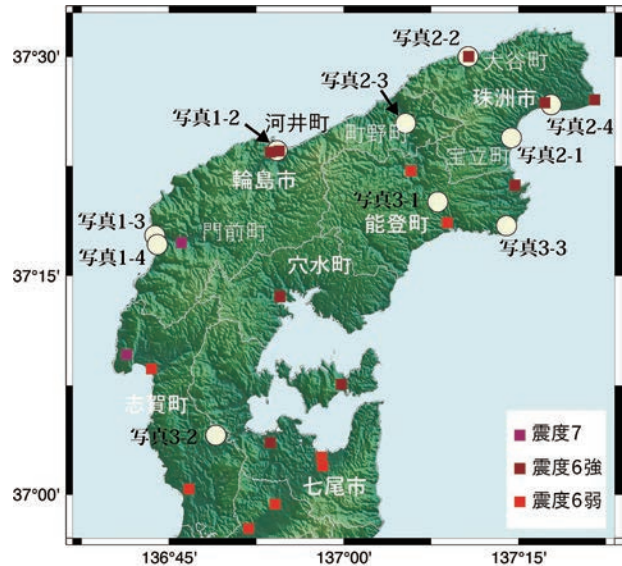 写真2-2
37°30'
大谷町
写真2-3
珠洲市
写真1-2
河井町
町野町
写真2-4
宝立町
写真2-1
輪島市
写真3-1
写真1-3
門前町
能登町
写真1-4
写真3-3
37°15'
穴水町
志賀町
写真3-2
震度7
震度6強
七尾市
37°00'
震度6弱
136°45'
137°00'
137°15'